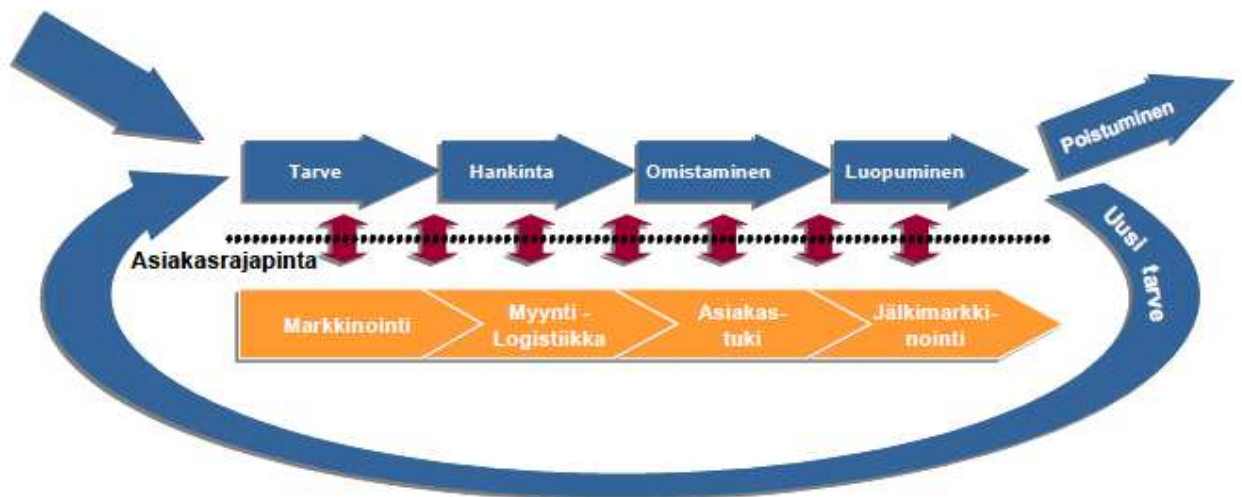 Poistuminen
Tarve
Hankinta
Omistaminen
Luopuminen
Uusi tarve
Asiakasrajapinta
Markkinointi
Myynti -
Logistiikka
Asiakas-
tuki
Jälkimarkki-
nointi